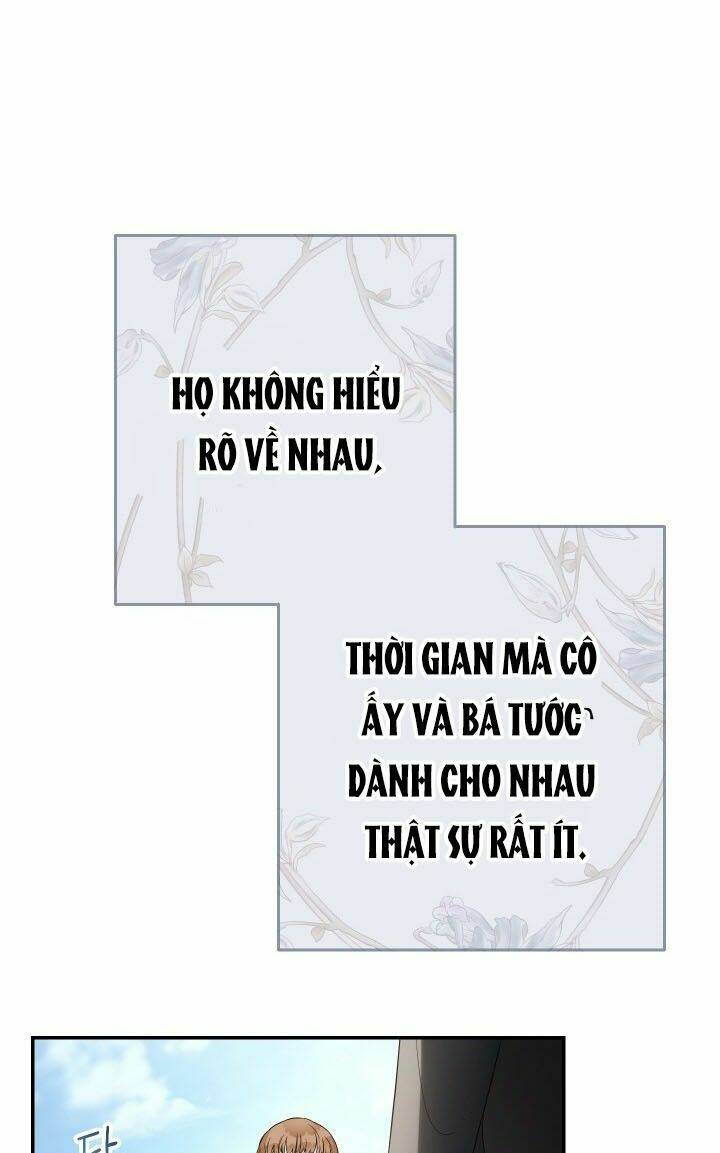 HỌ KHÔNG HIỂU
RÕ VỀ NHAU,
THỜI GIAN MÀ CÔ
ẤY VÀ BÁ TƯỚC
DÀNH CHO NHAU
THẬT SỰ RẤT ÍT.
탁